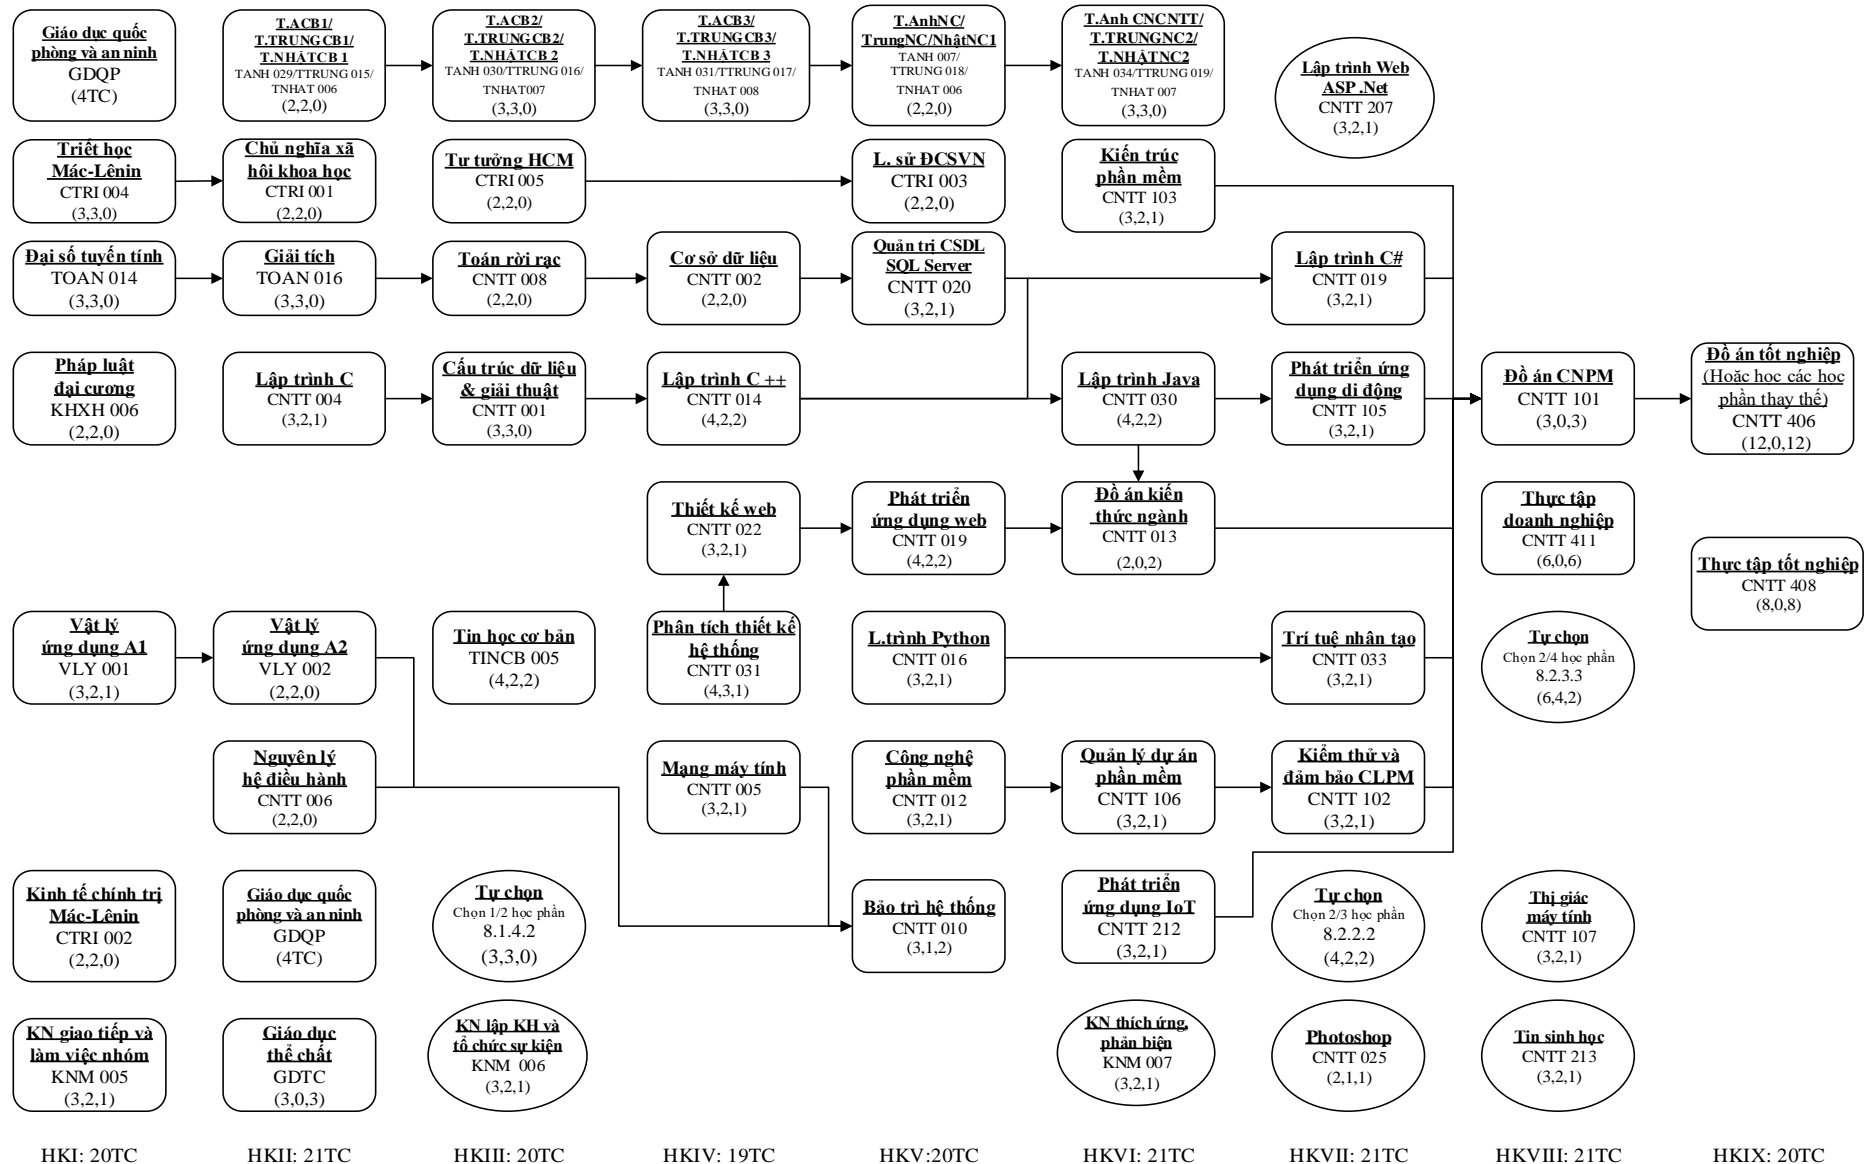 Giáo dục quốc
phòng và an ninh
GDQP
(4TC)
T.ACB1/
T.TRUNGCB1/
T.NHẬTCB 1
TANH 029/TTRUNG 015/
TNHAT 006
(2,2,0)
T.ACB2/
T.TRUNGCB2/
T.NHẬTCB 2
TANH 030/TTRUNG 016/
TNHAT007
(3,3,0)
T.ACB3/
T.TRUNGCB3/
T.NHẬTCB 3
TANH 031/TTRUNG 017/
TNHAT 008
(3,3,0)
T.AnhNC/
TrungNC/NhậtNC1
TANH 007/
TTRUNG 018/
TNHAT 006
(2,2,0)
T.Anh CNCNTT/
T.TRUNGNC2/
T.NHẬTNC2
TANH 034/TTRUNG 019/
TNHAT 007
(3,3,0)
Lập trình Web
ASP .Net
CNTT 207
(3,2,1)
Triết học
Mác-Lênin
CTRI 004
(3,3,0)
Chủ nghĩa xã
hôi khoa học
CTRI 001
(2,2,0)
Tư tưởng HCM
CTRI 005
(2,2,0)
L. sử ĐCSVN
CTRI 003
(2,2,0)
Kiến trúc
phần mềm
CNTT 103
(3,2,1)
Đại số tuyến tính
TOAN 014
(3,3,0)
Giải tích
TOAN 016
(3,3,0)
Toán rời rạc
CNTT 008
(2,2,0)
Cơ sở dữ liệu
CNTT 002
(2,2,0)
Quản trị CSDL
SQL Server
CNTT 020
(3,2,1)
Lập trình C#
CNTT 019
(3,2,1)
Pháp luật
đại cương
KHXH 006
(2,2,0)
Lập trình C
CNTT 004
(3,2,1)
Cấu trúc dữ liệu
& giải thuật
CNTT 001
(3,3,0)
Lập trình C ++
CNTT 014
(4,2,2)
Lập trình Java
CNTT 030
(4,2,2)
Phát triển ứng
dụng di động
CNTT 105
(3,2,1)
Đồ án CNPM
CNTT 101
(3,0,3)
Đồ án tốt nghiệp
(Hoặc học các học
phần thay thế)
CNTT 406
(12,0,12)
Thiết kế web
CNTT 022
(3,2,1)
Phát triển
ứng dụng web
CNTT 019
(4,2,2)
Đồ án kiến
thức ngành
CNTT 013
(2,0,2)
Thực tập
doanh nghiệp
CNTT 411
(6,0,6)
Thực tập tốt nghiệp
CNTT 408
(8,0,8)
Vật lý
ứng dụng A1
VLY 001
(3,2,1)
Vật lý
ứng dụng A2
VLY 002
(2,2,0)
Tin học cơ bản
TINCB 005
(4,2,2)
Phân tích thiết kế
hệ thống
CNTT 031
(4,3,1)
L.trình Python
CNTT 016
(3,2,1)
Trí tuệ nhân tạo
CNTT 033
(3,2,1)
Tự chọn
Chọn 2/4 học phần
8.2.3.3
(6,4,2)
Nguyên lý
hệ điều hành
CNTT 006
(2,2,0)
Mạng máy tính
CNTT 005
(3,2,1)
Công nghệ
phần mềm
CNTT 012
(3,2,1)
Quản lý dự án
phần mềm
CNTT 106
(3,2,1)
Kiểm thử và
đảm bảo CLPM
CNTT 102
(3,2,1)
Kinh tế chính trị
Mác-Lênin
CTRI 002
(2,2,0)
Giáo dục quốc
phòng và an ninh
GDQP
(4TC)
Tự chọn
Chọn 1/2 học phần
8.1.4.2
(3,3,0)
Bảo trì hệ thống
CNTT 010
(3,1,2)
Phát triển
ứng dụng IoT
CNTT 212
(3,2,1)
Tự chọn
Chọn 2/3 học phần
8.2.2.2
(4,2,2)
Thị giác
máy tính
CNTT 107
(3,2,1)
KN giao tiếp và
làm việc nhóm
KNM 005
(3,2,1)
Giáo dục
thể chất
GDTC
(3,0,3)
KN lập KH và
tổ chức sự kiện
KNM 006
(3,2,1)
KN thích ứng,
phản biện
KNM 007
(3,2,1)
Photoshop
CNTT 025
(2,1,1)
Tin sinh học
CNTT 213
(3,2,1)
HKI: 20TC
HKII: 21TC
HKIII: 20TC
HKIV: 19TC
HKV:20TC
HKVI: 21TC
HKVII: 21TC
HKVIII: 21TC
HKIX: 20TC